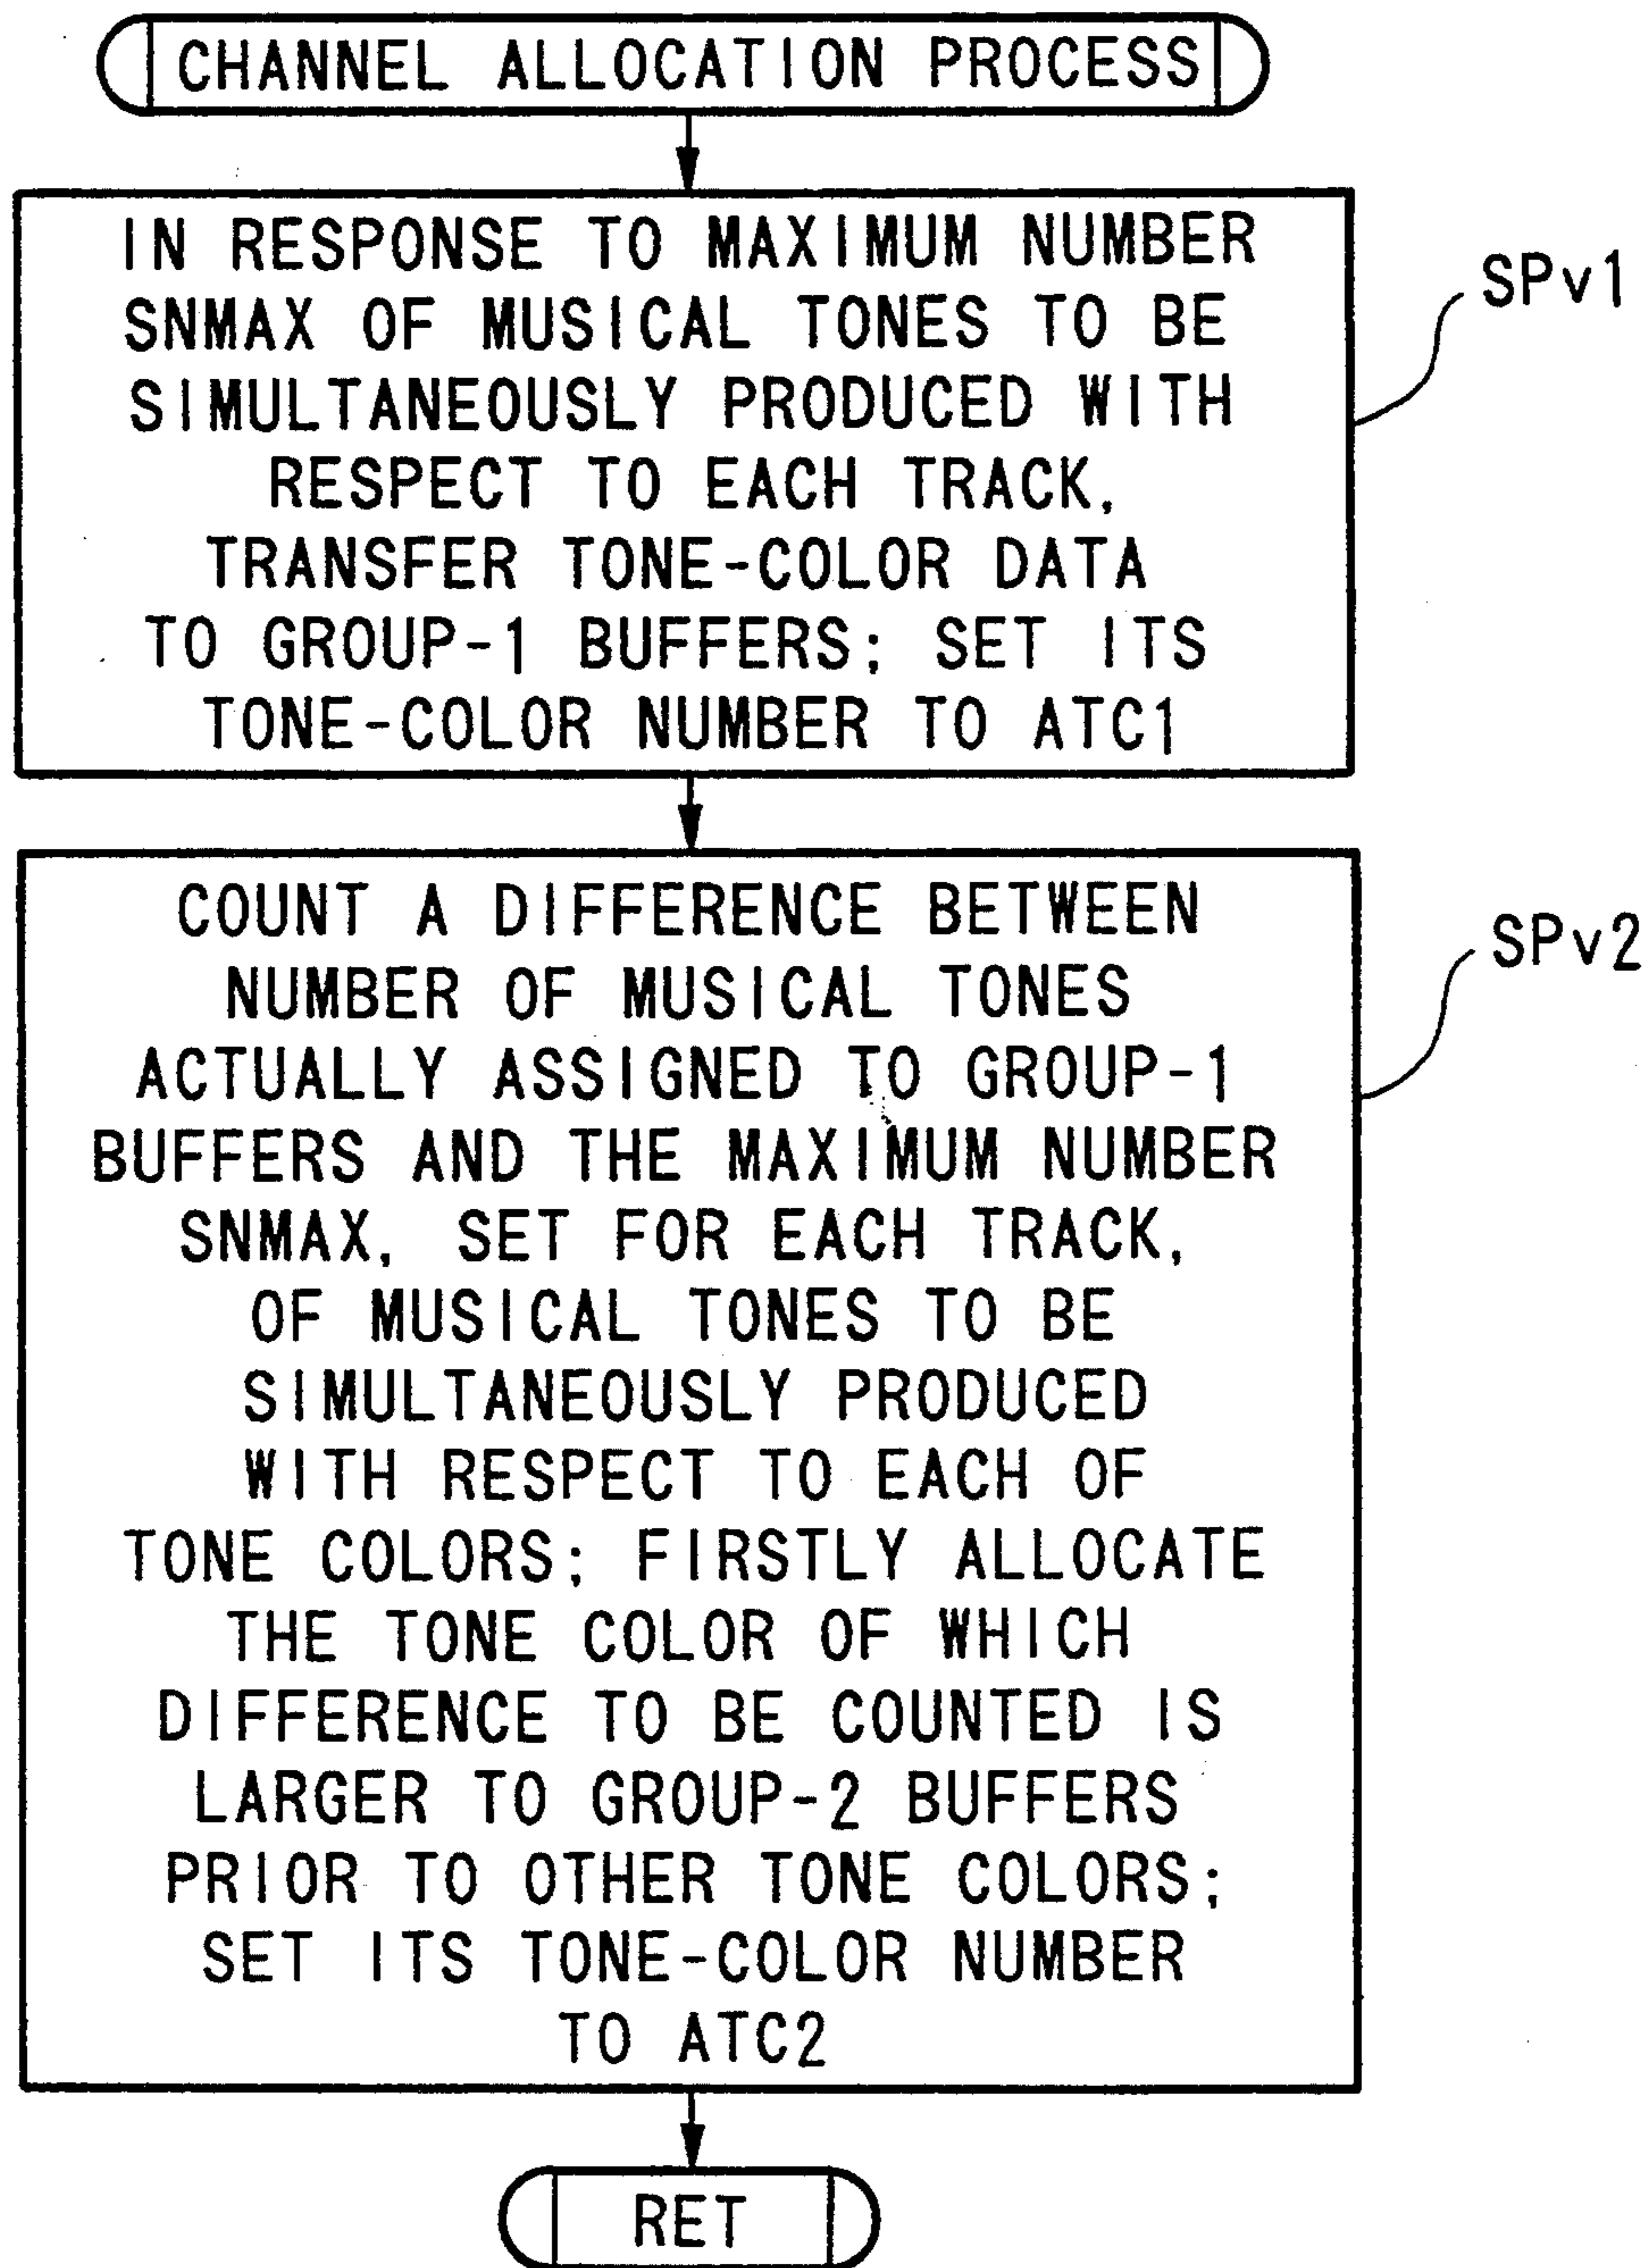 CHANNEL ALLOCATION PROCESS
IN RESPONSE TO MAXIMUM NUMBER
SNMAX OF MUSICAL TONES TO BE
SIMULTANEOUSLY PRODUCED WITH
RESPECT TO EACH TRACK,
TRANSFER TONE-COLOR DATA
TO GROUP-1 BUFFERS; SET ITS
TONE-COLOR NUMBER TO ATC1
SPv1
COUNT A DIFFERENCE BETWEEN
NUMBER OF MUSICAL TONES
ACTUALLY ASSIGNED TO GROUP-1
BUFFERS AND THE MAXIMUM NUMBER
SNMAX, SET FOR EACH TRACK,
OF MUSICAL TONES TO BE
SIMULTANEOUSLY PRODUCED
WITH RESPECT TO EACH OF
TONE COLORS; FIRSTLY ALLOCATE
THE TONE COLOR OF WHICH
DIFFERENCE TO BE COUNTED IS
LARGER TO GROUP-2 BUFFERS
PRIOR TO OTHER TONE COLORS;
SET ITS TONE-COLOR NUMBER
TO ATC2
SPv2
RET